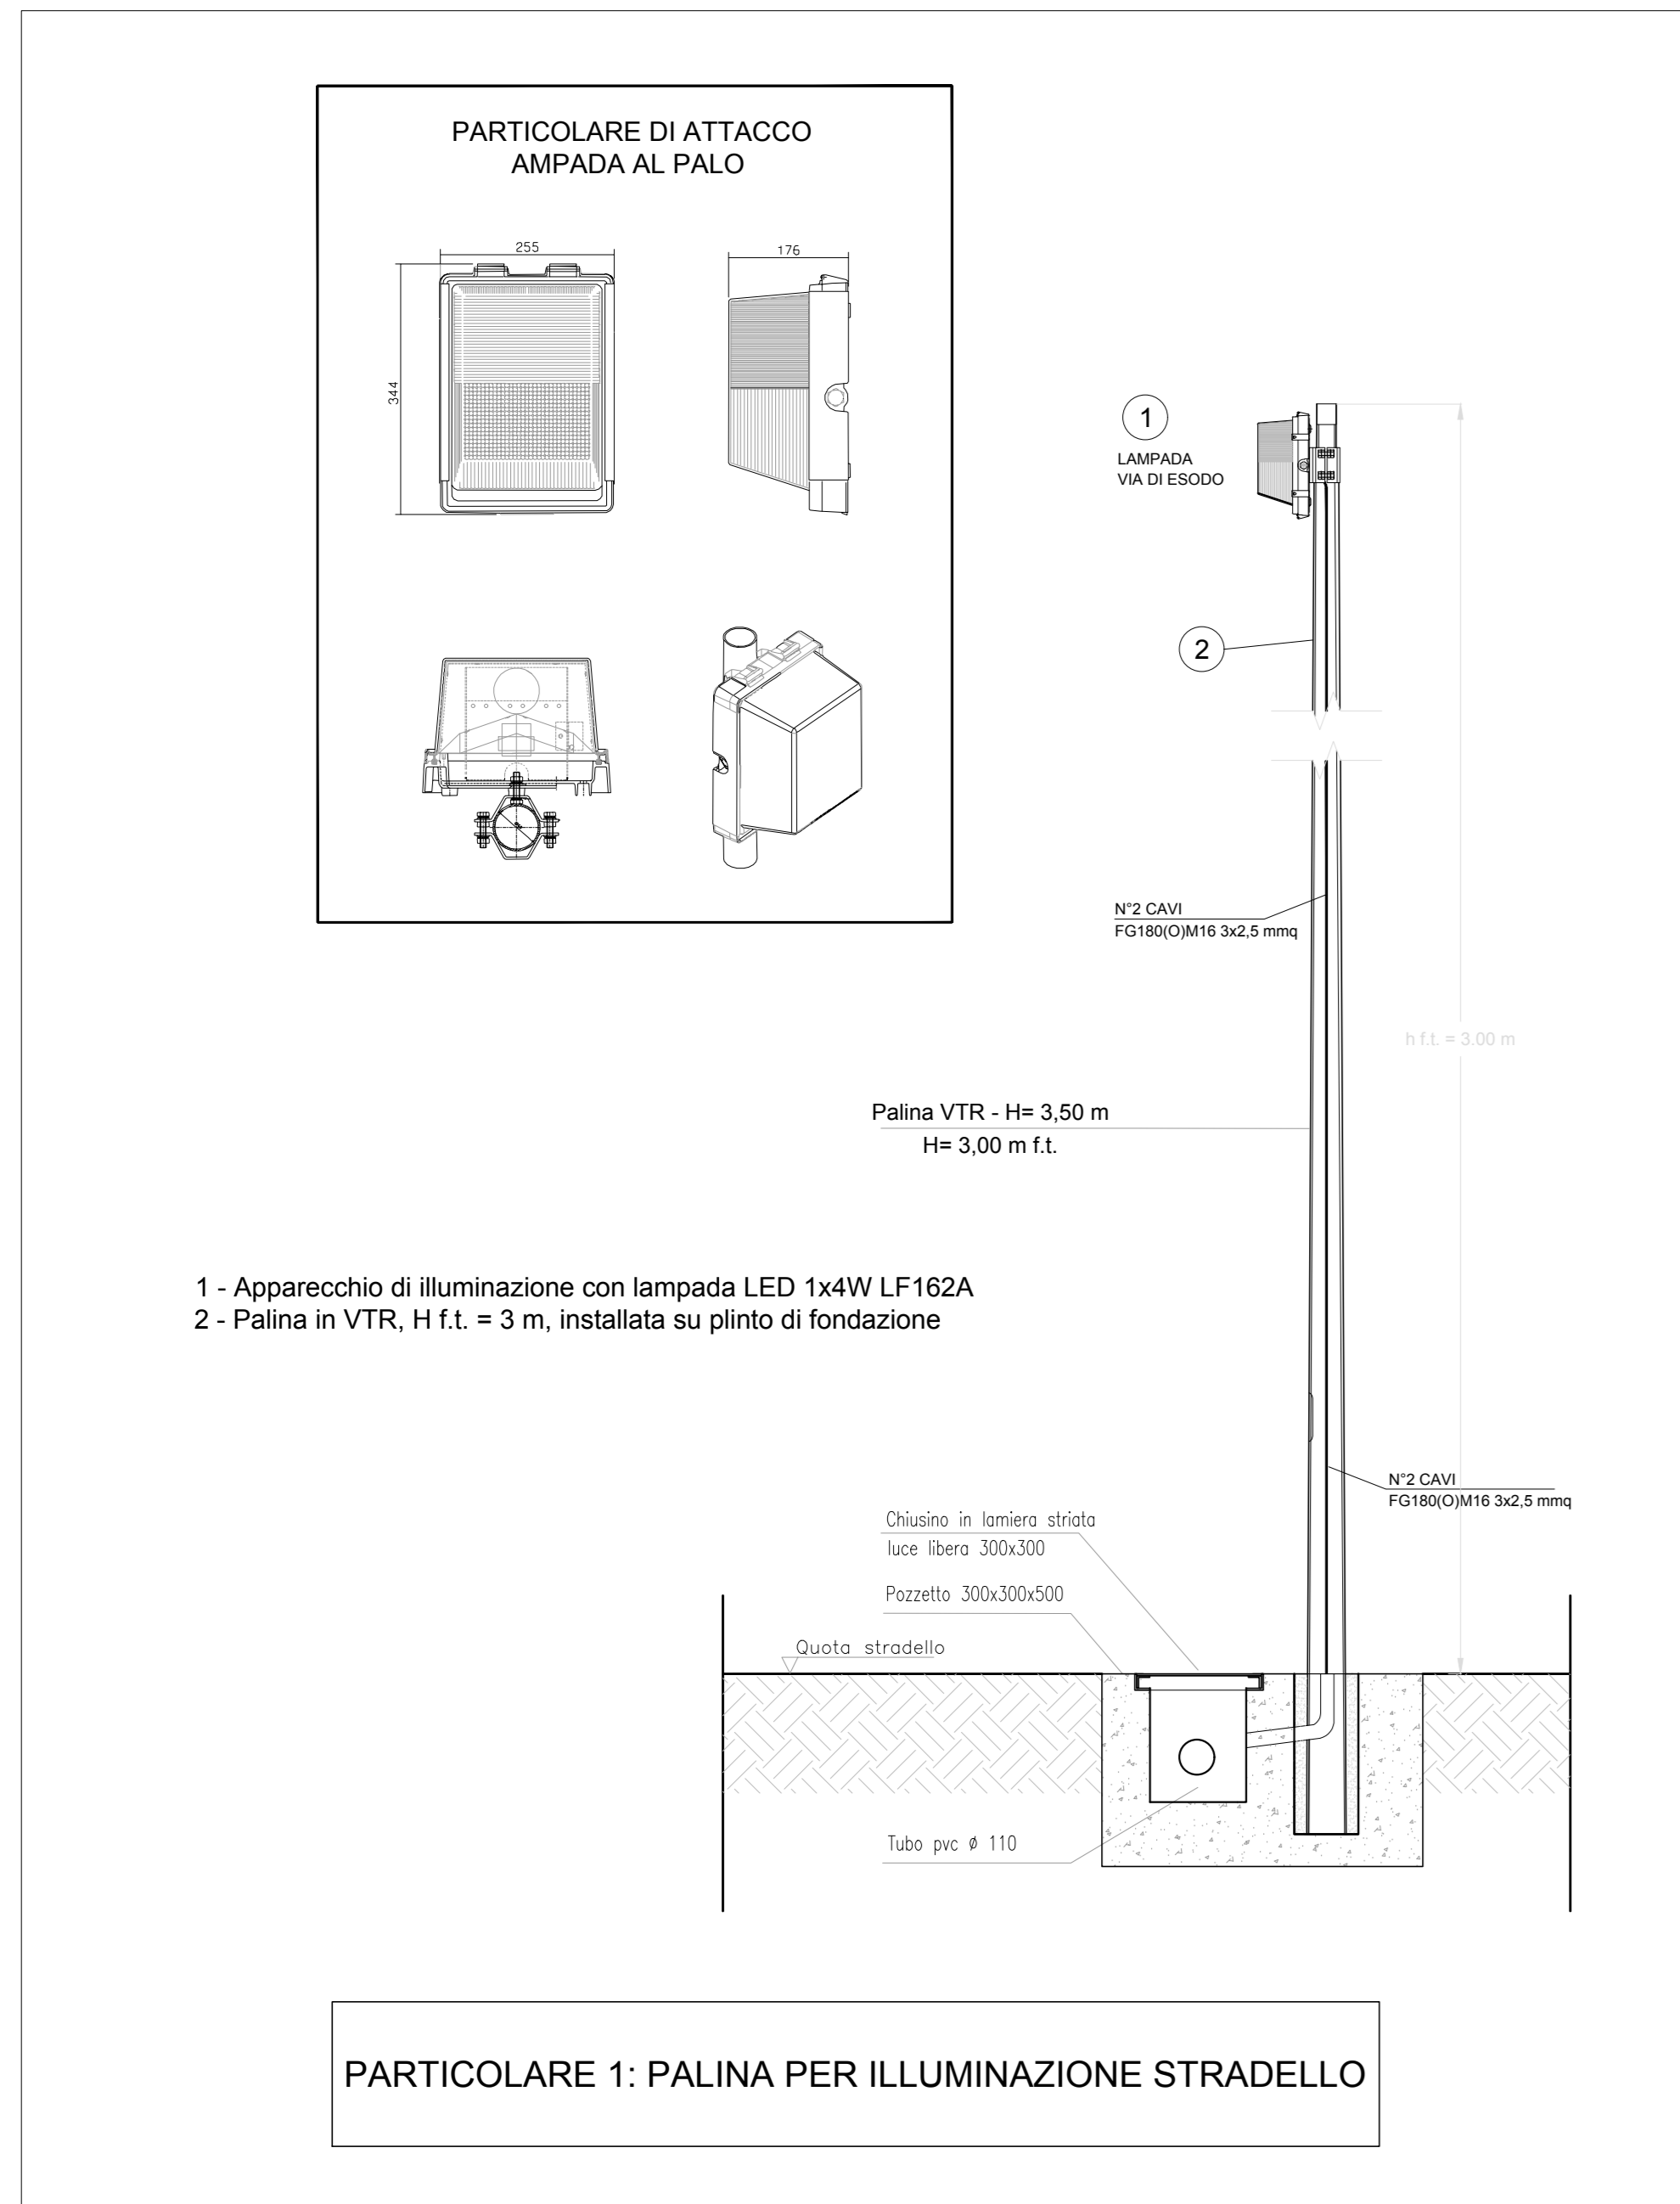 PARTICOLARE DI ATTACCO
AMPADA AL PALO
255
176
344
1
LAMPADA
VIA DI ESODO
2
N°2 CAVI
FG180(O)M16 3x2,5 mmq
h f.t. = 3.00 m
Palina VTR - H= 3,50 m
H= 3,00 m f.t.
1 - Apparecchio di illuminazione con lampada LED 1x4W LF162A
2 - Palina in VTR, H f.t. = 3 m, installata su plinto di fondazione
N°2 CAVI
FG180(O)M16 3x2,5 mmq
Chiusino in lamiera striata
luce libera 300x300
Pozzetto 300x300x500
Quota stradello
Tubo pvc ø 110
PARTICOLARE 1: PALINA PER ILLUMINAZIONE STRADELLO